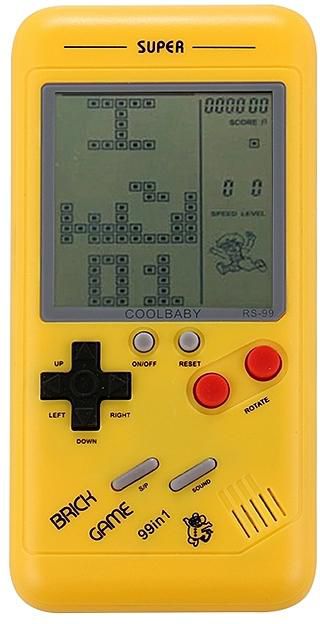 SUPER
000000
SCORE
0 0
SPEED LEVEL
COOLBABY RS-99
ON/OFF RESET
UP
LEFT RIGHT
DOWN
ROTATE
S/P
SOUND
BRICK
GAME
99in1